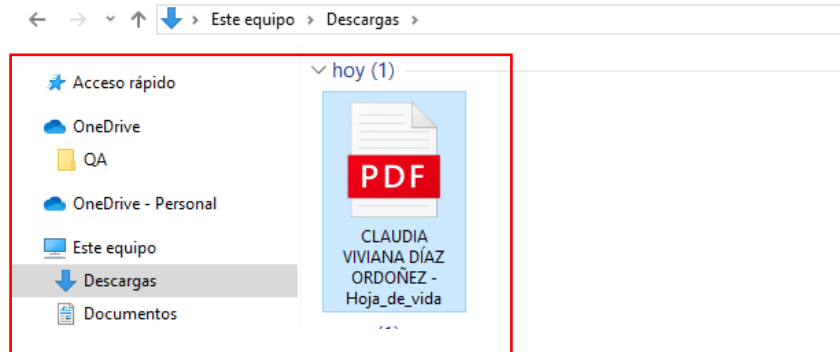 Este equipo > Descargas >
hoy (1)
Acceso rápido
OneDrive
QA
OneDrive - Personal
Este equipo
Descargas
Documentos
PDF
CLAUDIA
VIVIANA DÍAZ
ORDOÑEZ -
Hoja_de_vida